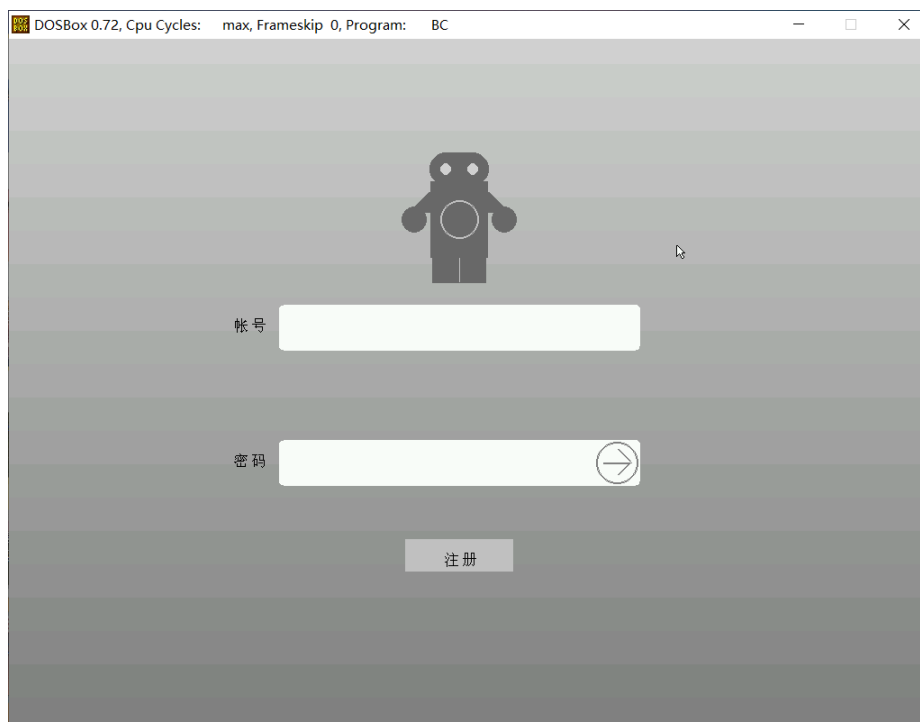 DOSBox 0.72, Cpu Cycles: max, Frameskip 0, Program: BC
帐号
密码
注册